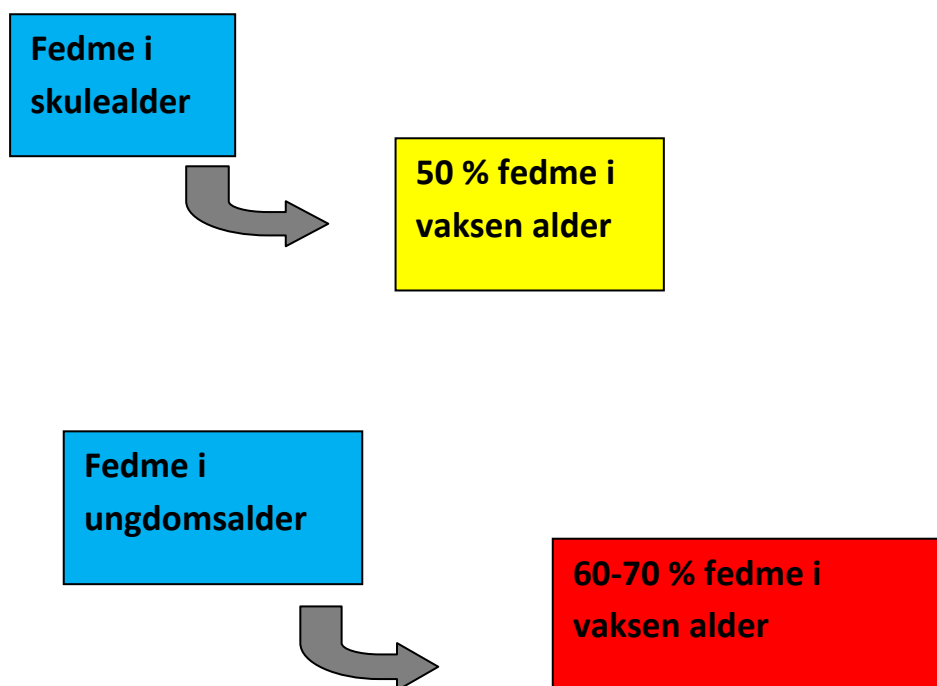 Fedme i
skulealder
50 % fedme i
vaksen alder
Fedme i
ungdomsalder
60-70 % fedme i
vaksen alder